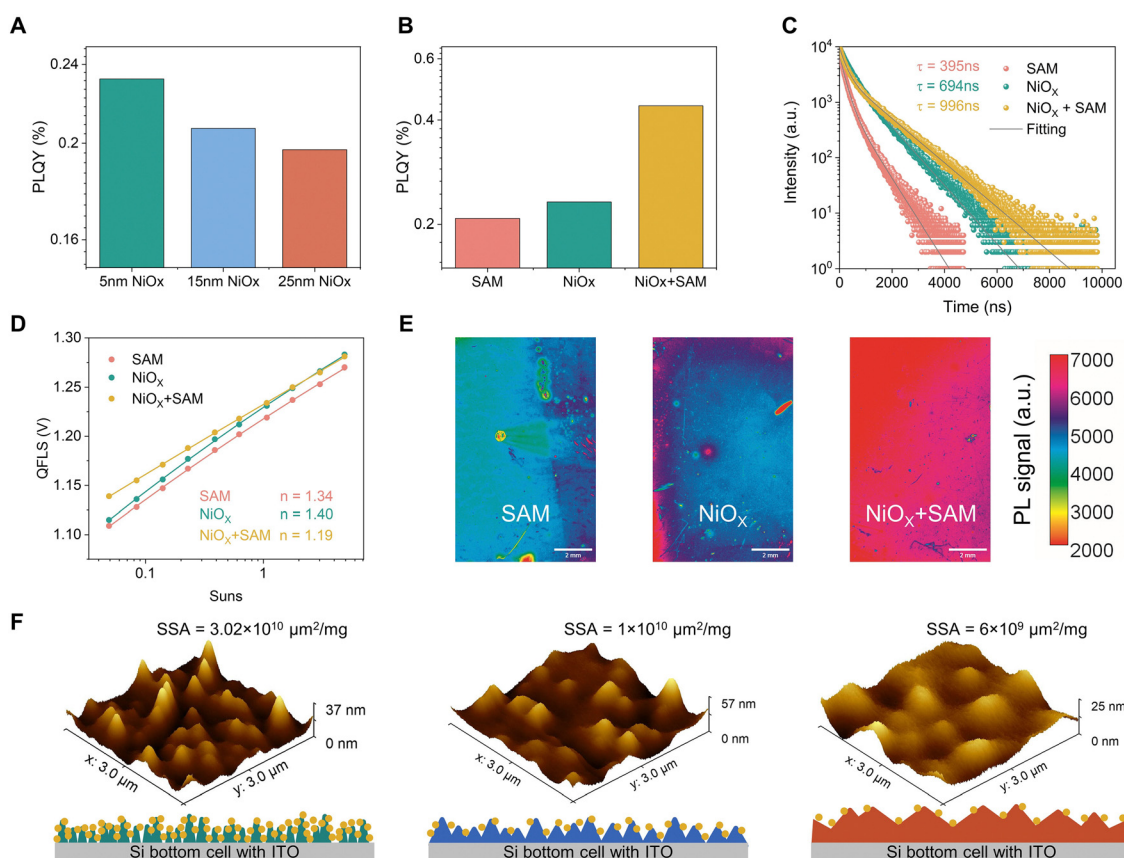 A
PLQY (%)
0.24
0.2
0.16
5nm NiOx
15nm NiOx
25nm NiOx
B
PLQY (%)
0.6
0.4
0.2
SAM
NiOx
NiOx+SAM
C
Intensity (a.u.)
10⁴
10³
10²
10¹
10⁰
τ = 395ns
τ = 694ns
τ = 996ns
SAM
NiOₓ
NiOₓ + SAM
Fitting
0 2000 4000 6000 8000 10000
Time (ns)
D
QFLS (V)
1.30
1.25
1.20
1.15
1.10
SAM
NiOₓ
NiOₓ+SAM
SAM n = 1.34
NiOₓ n = 1.40
NiOₓ+SAM n = 1.19
0.1 1
Suns
E
SAM
2 mm
NiOₓ
2 mm
NiOₓ+SAM
2 mm
PL signal (a.u.)
7000
6000
5000
4000
3000
2000
F
SSA = 3.02×10¹⁰ µm²/mg
37 nm
0 nm
x: 3.0 µm
y: 3.0 µm
Si bottom cell with ITO
SSA = 1×10¹⁰ µm²/mg
57 nm
0 nm
x: 3.0 µm
y: 3.0 µm
Si bottom cell with ITO
SSA = 6×10⁹ µm²/mg
25 nm
0 nm
x: 3.0 µm
y: 3.0 µm
Si bottom cell with ITO